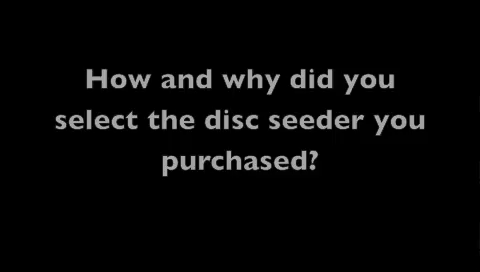 How and why did you
select the disc seeder you
purchased?